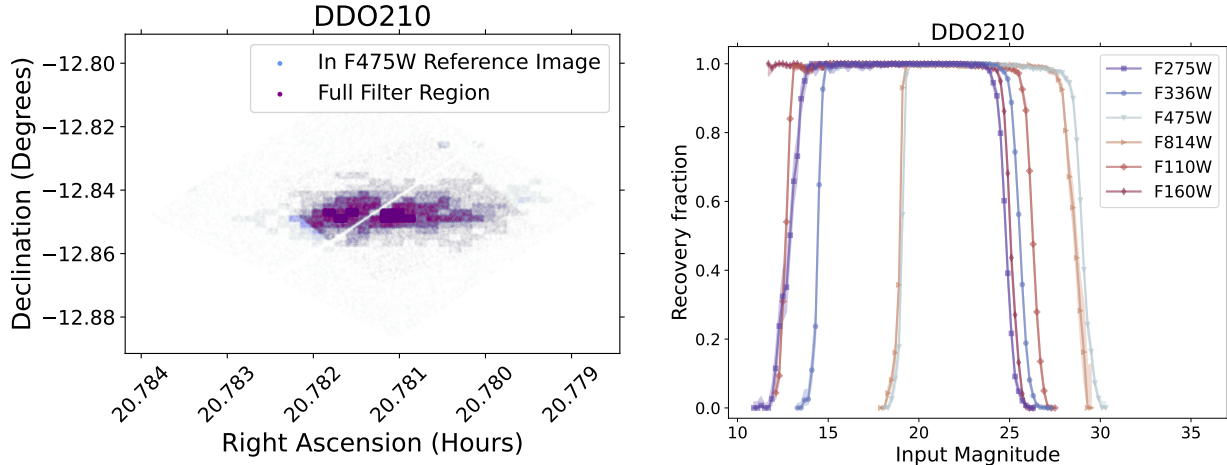 DDO210
In F475W Reference Image
Full Filter Region
Declination (Degrees)
−12.80
−12.82
−12.84
−12.86
−12.88
20.784
20.783
20.782
20.781
20.780
20.779
Right Ascension (Hours)
DDO210
F275W
F336W
F475W
F814W
F110W
F160W
Recovery fraction
1.0
0.8
0.6
0.4
0.2
0.0
10
15
20
25
30
35
Input Magnitude